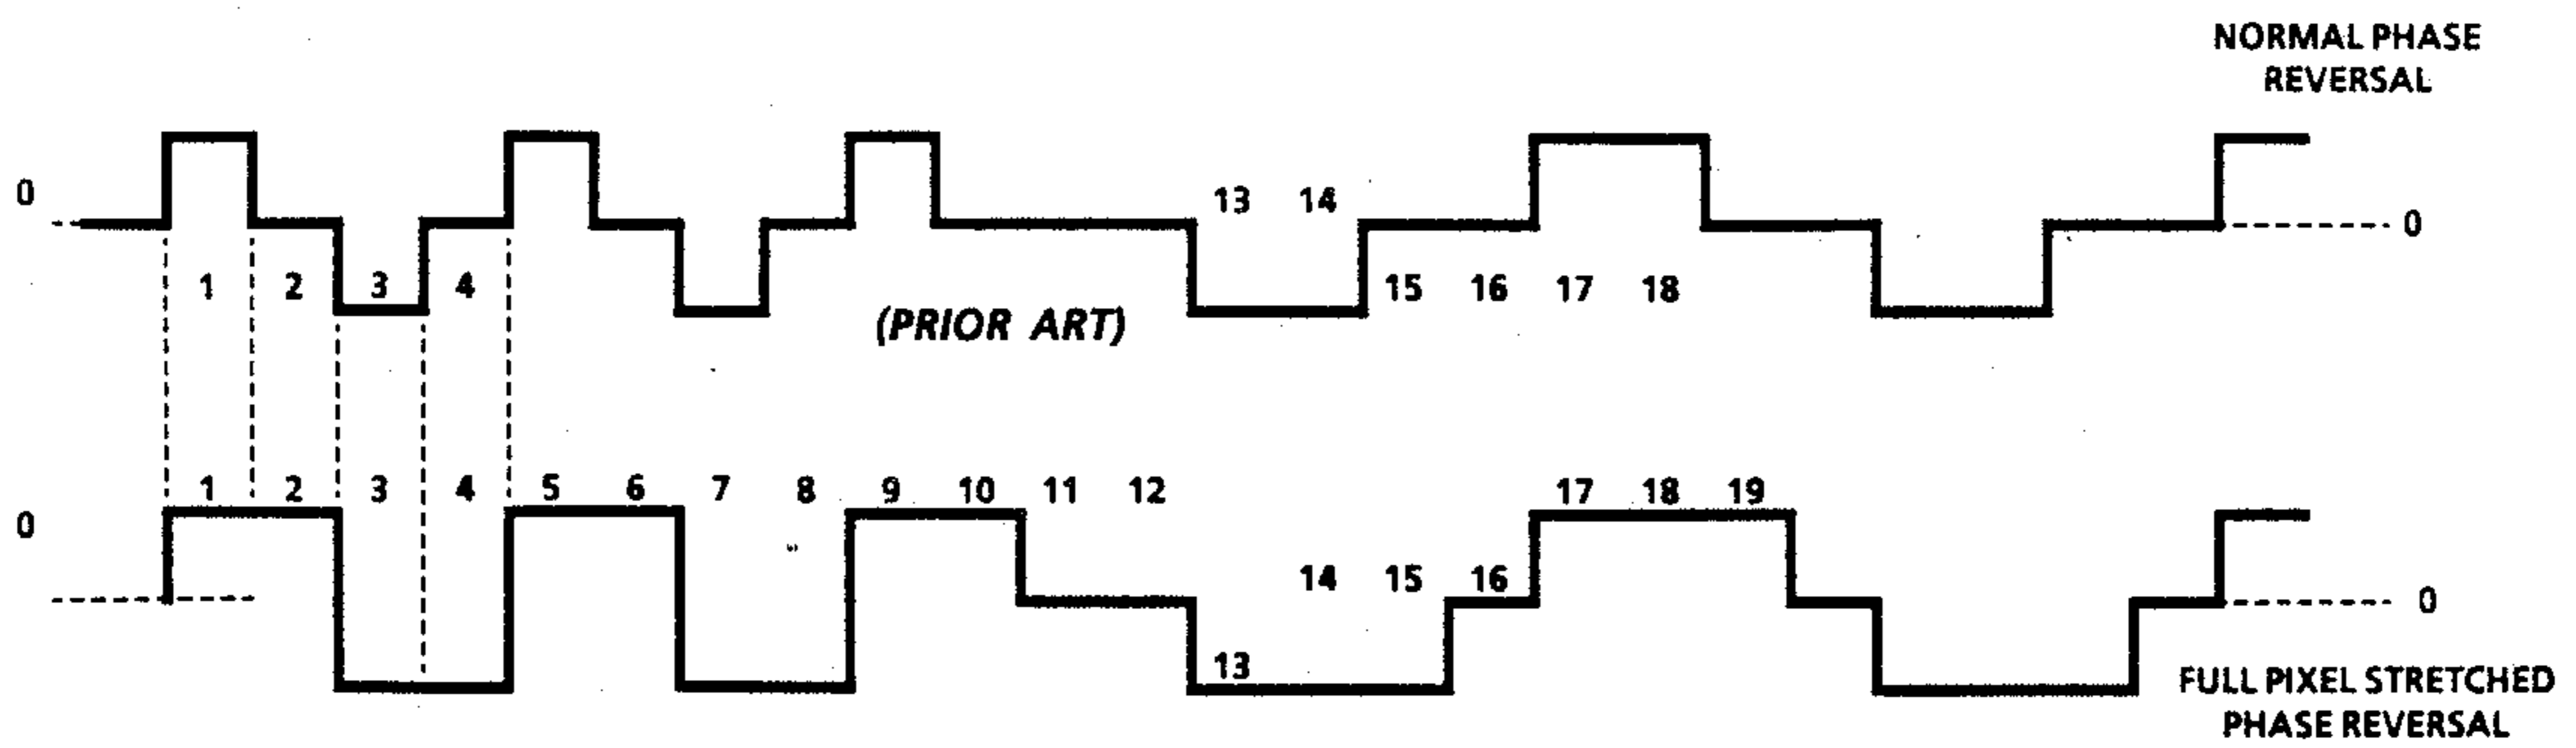 NORMAL PHASE
REVERSAL
0
13 14
0
1 2 3 4
15 16 17 18
(PRIOR ART)
1 2 3 4 5 6 7 8 9 10 11 12
17 18 19
0
14 15 16
0
13
FULL PIXEL STRETCHED
PHASE REVERSAL